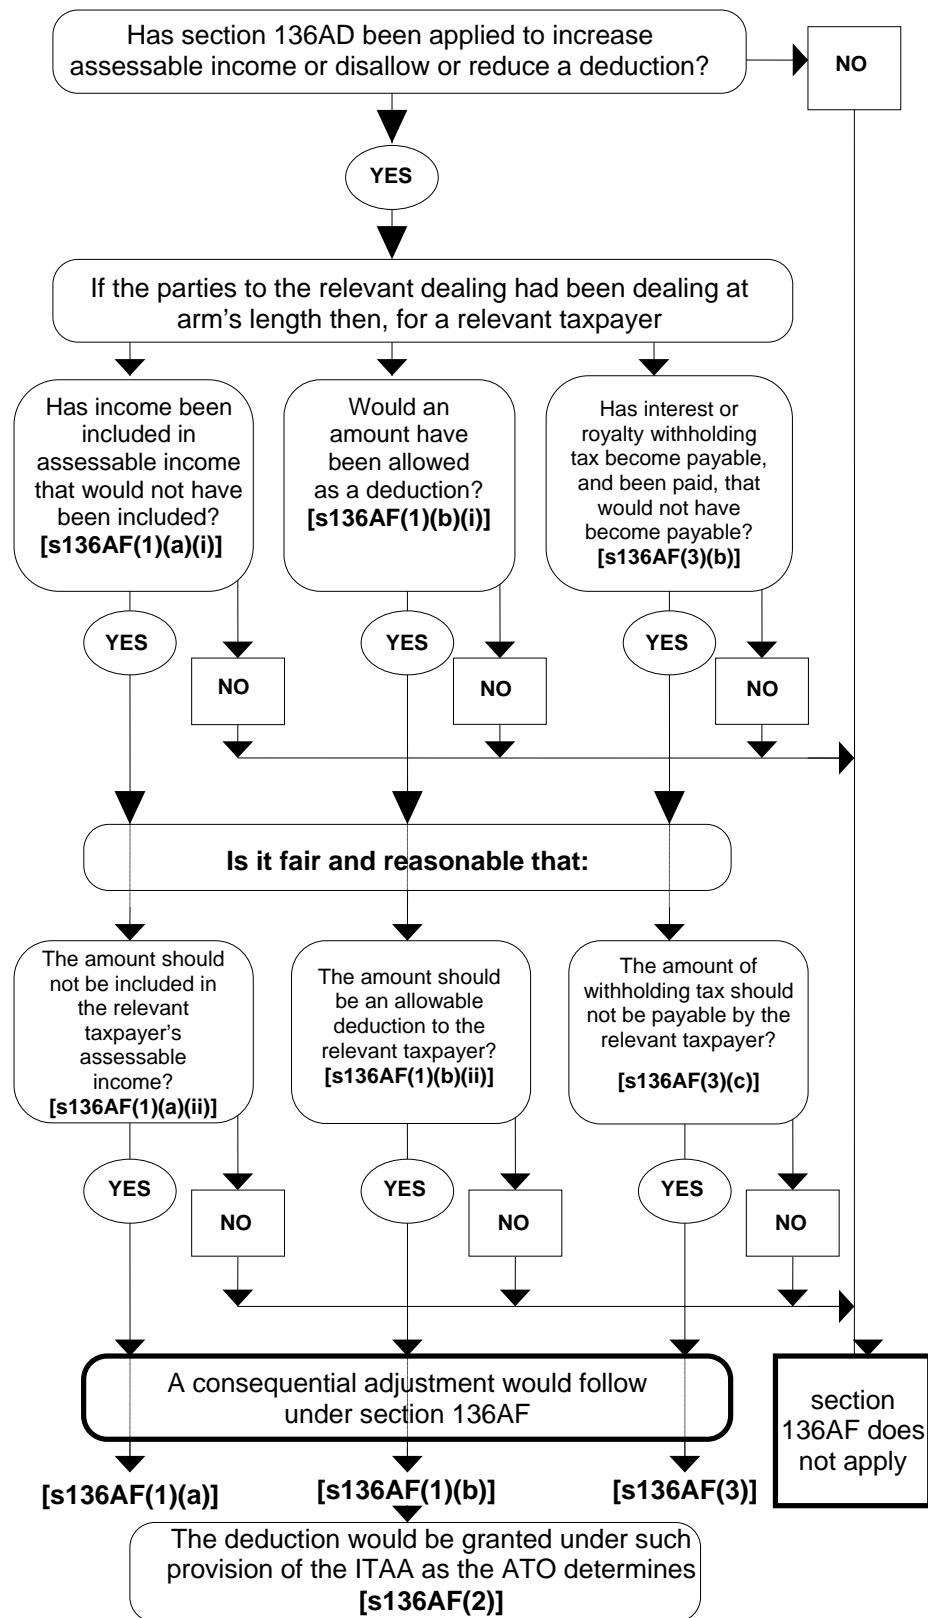 Has section 136AD been applied to increase
assessable income or disallow or reduce a deduction?
NO
YES
If the parties to the relevant dealing had been dealing at
arm's length then, for a relevant taxpayer
Has income been
included in
assessable income
that would not have
been included?
[s136AF(1)(a)(i)]
Would an
amount have
been allowed
as a deduction?
[s136AF(1)(b)(i)]
Has interest or
royalty withholding
tax become payable,
and been paid, that
would not have
become payable?
[s136AF(3)(b)]
YES
NO
YES
NO
YES
NO
Is it fair and reasonable that:
The amount should
not be included in
the relevant
taxpayer's
assessable
income?
[s136AF(1)(a)(ii)]
The amount should
be an allowable
deduction to the
relevant taxpayer?
[s136AF(1)(b)(ii)]
The amount of
withholding tax should
not be payable by the
relevant taxpayer?
[s136AF(3)(c)]
YES
NO
YES
NO
YES
NO
A consequential adjustment would follow
under section 136AF
section
136AF does
not apply
[s136AF(1)(a)]
[s136AF(1)(b)]
[s136AF(3)]
The deduction would be granted under such
provision of the ITAA as the ATO determines
[s136AF(2)]